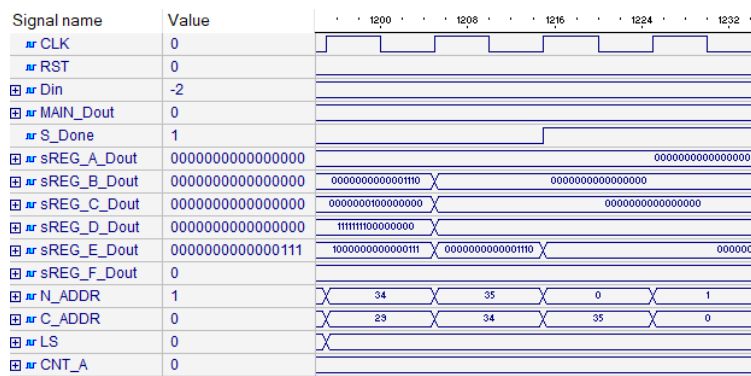 Signal name Value 1200 1208 1216 1224 1232
CLK 0
RST 0
Din -2
MAIN_Dout 0
S_Done 1
sREG_A_Dout 0000000000000000 0000000000000000
sREG_B_Dout 0000000000000000 0000000000001110 0000000000000000
sREG_C_Dout 0000000000000000 0000000100000000 0000000000000000
sREG_D_Dout 0000000000000000 1111111100000000
sREG_E_Dout 0000000000000111 1000000000000111 0000000000001110 000000
sREG_F_Dout 0
N_ADDR 1 34 35 0 1
C_ADDR 0 29 34 35 0
LS 0
CNT_A 0